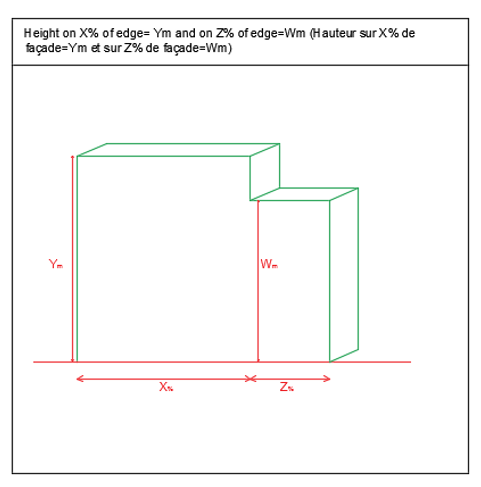 Height on X% of edge= Ym and on Z% of edge=Wm (Hauteur sur X% de
façade=Ym et sur Z% de façade=Wm)
Ym
Wm
X%
Z%